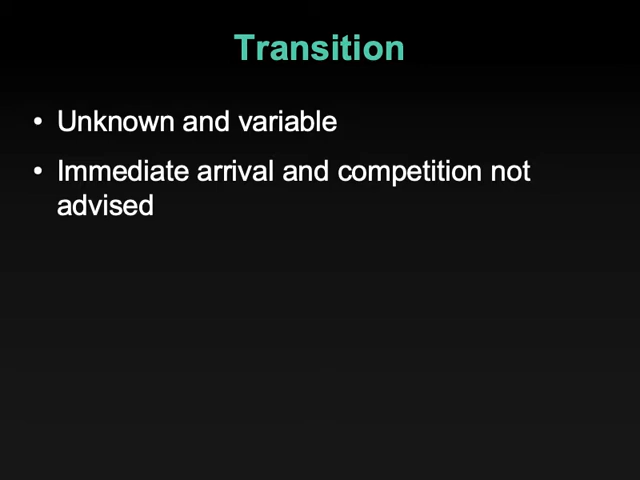 Transition
• Unknown and variable
• Immediate arrival and competition not
advised